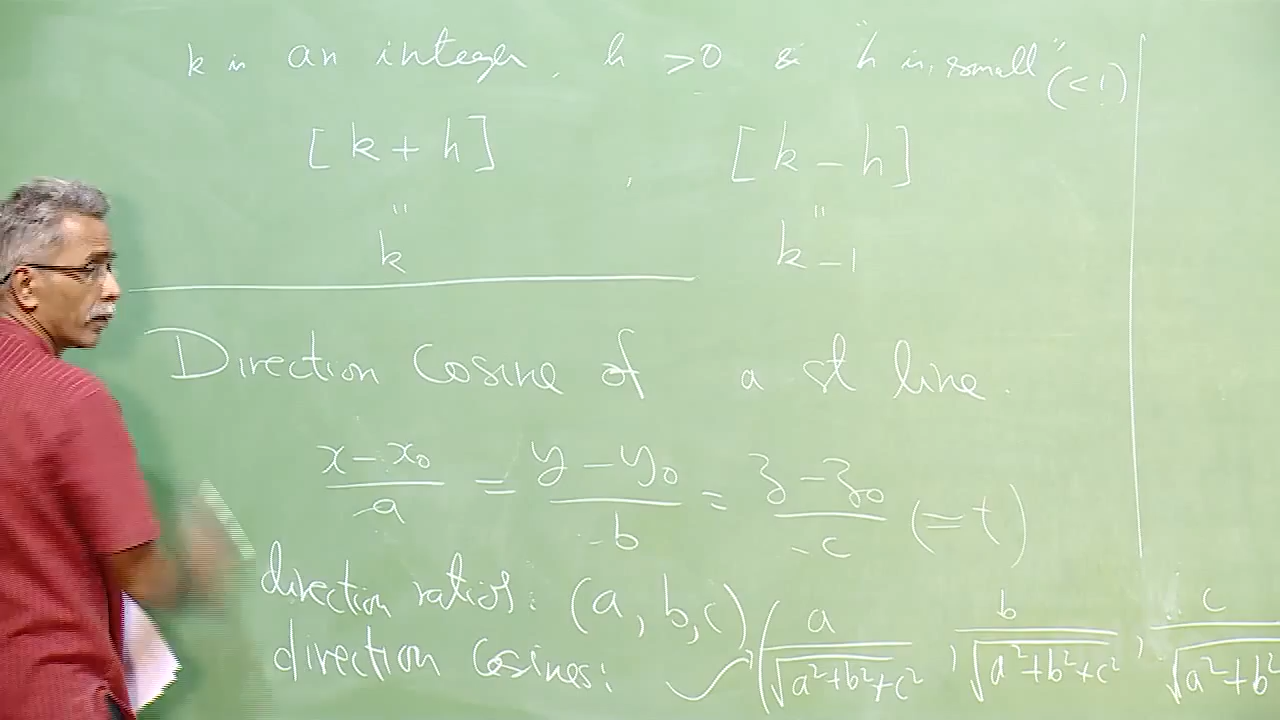 k is an integer, h > 0 & "h is small" (< 1)
[k + h] , [k - h]
" "
k k - 1
Direction Cosine of a st line.
x - x₀ / -a = y - y₀ / -b = z - z₀ / -c (= t)
direction ratios: (a, b, c)
direction Cosines: ✓ (a / √a²+b²+c², b / √a²+b²+c², c / √a²+b²